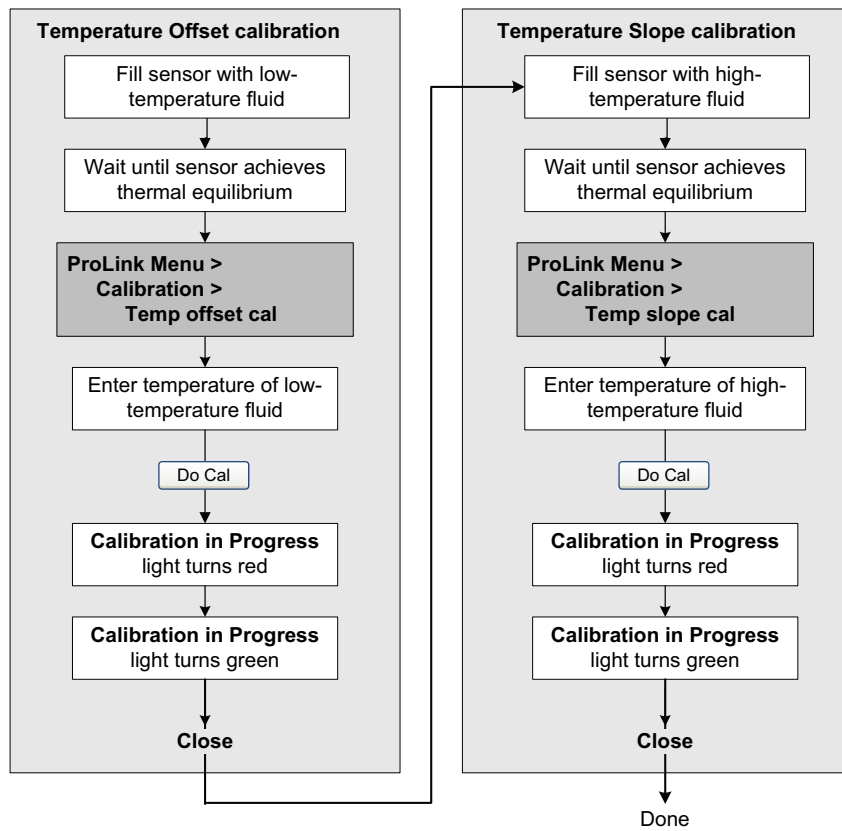 Temperature Offset calibration
Fill sensor with low-
temperature fluid
Wait until sensor achieves
thermal equilibrium
ProLink Menu >
Calibration >
Temp offset cal
Enter temperature of low-
temperature fluid
Do Cal
Calibration in Progress
light turns red
Calibration in Progress
light turns green
Close
Temperature Slope calibration
Fill sensor with high-
temperature fluid
Wait until sensor achieves
thermal equilibrium
ProLink Menu >
Calibration >
Temp slope cal
Enter temperature of high-
temperature fluid
Do Cal
Calibration in Progress
light turns red
Calibration in Progress
light turns green
Close
Done